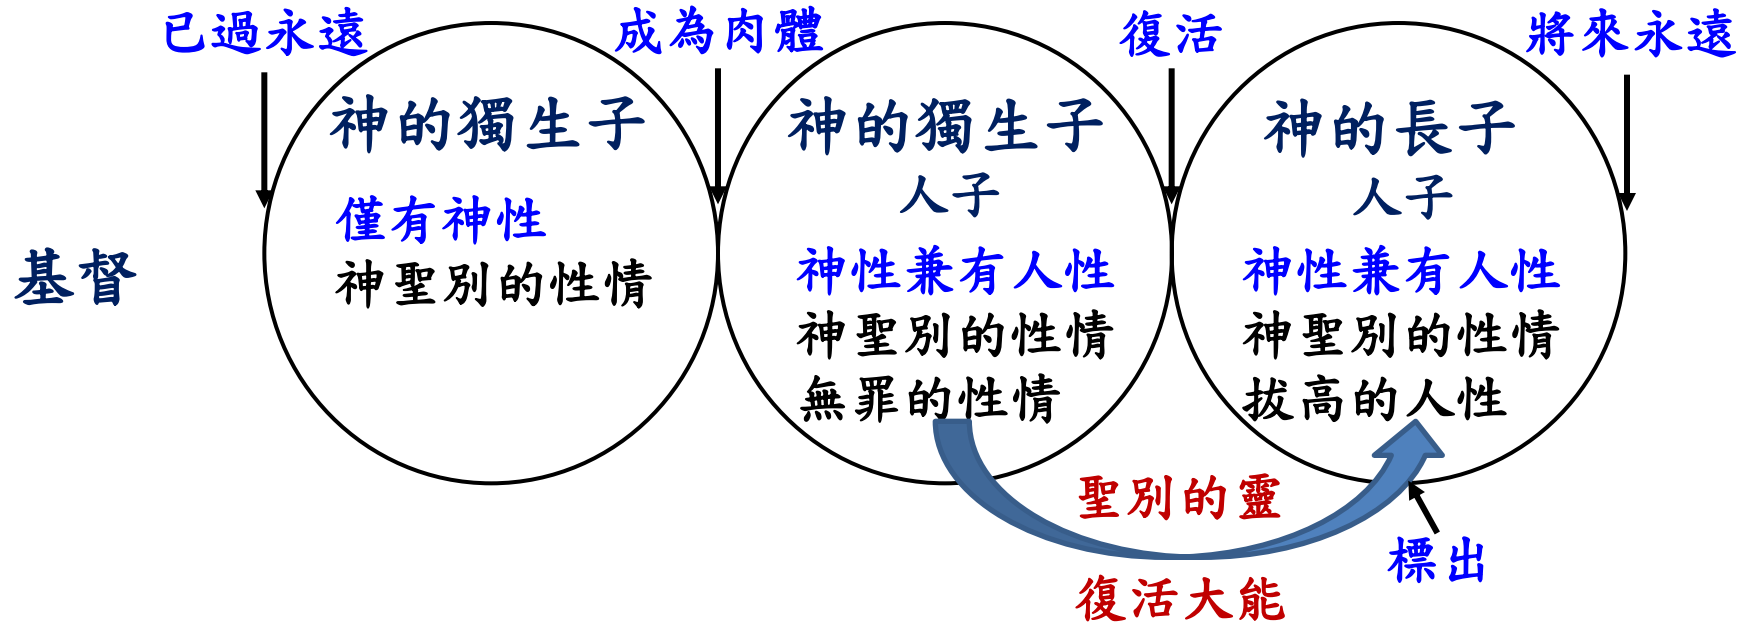 已過永遠
成為肉體
復活
將來永遠
基督
神的獨生子
僅有神性
神聖別的性情
神的獨生子
人子
神性兼有人性
神聖別的性情
無罪的性情
神的長子
人子
神性兼有人性
神聖別的性情
拔高的人性
聖別的靈
復活大能
標出